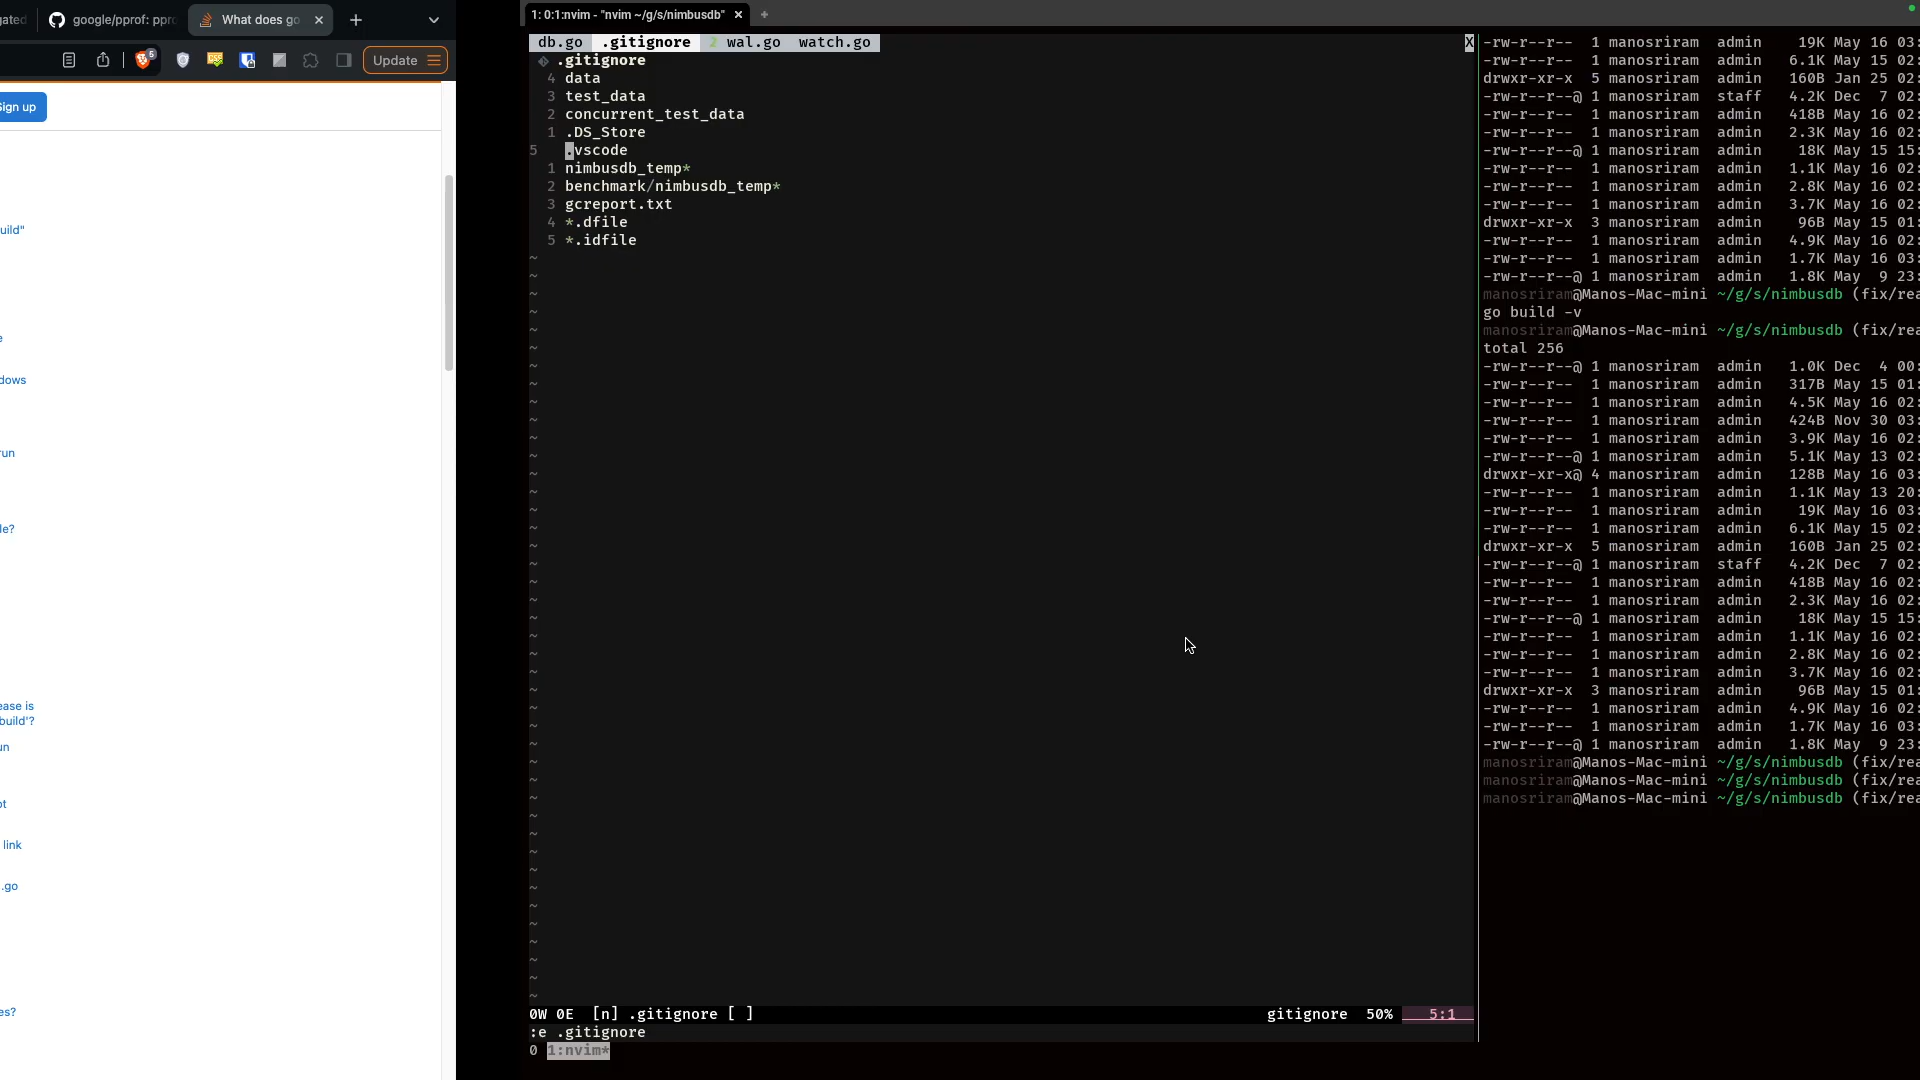 google/pprof: ppr
What does go
5
Update
Sign up
uild"
e
dows
run
le?
ease is
build'?
un
ot
link
.go
es?
1: 0:1:nvim - "nvim ~/g/s/nimbusdb"
db.go .gitignore 2 wal.go watch.go X
.gitignore
4 data
3 test_data
2 concurrent_test_data
1 .DS_Store
5 .vscode
1 nimbusdb_temp*
2 benchmark/nimbusdb_temp*
3 gcreport.txt
4 *.dfile
5 *.idfile
0W 0E [n] .gitignore [ ] gitignore 50% 5:1
:e .gitignore
0 1:nvim*
-rw-r--r-- 1 manosriram admin 19K May 16 03:
-rw-r--r-- 1 manosriram admin 6.1K May 15 02:
drwxr-xr-x 5 manosriram admin 160B Jan 25 02:
-rw-r--r--@ 1 manosriram staff 4.2K Dec 7 02:
-rw-r--r-- 1 manosriram admin 418B May 16 02:
-rw-r--r-- 1 manosriram admin 2.3K May 16 02:
-rw-r--r--@ 1 manosriram admin 18K May 15 15:
-rw-r--r-- 1 manosriram admin 1.1K May 16 02:
-rw-r--r-- 1 manosriram admin 2.8K May 16 02:
-rw-r--r-- 1 manosriram admin 3.7K May 16 02:
drwxr-xr-x 3 manosriram admin 96B May 15 01:
-rw-r--r-- 1 manosriram admin 4.9K May 16 02:
-rw-r--r-- 1 manosriram admin 1.7K May 16 03:
-rw-r--r--@ 1 manosriram admin 1.8K May 9 23:
manosriram@Manos-Mac-mini ~/g/s/nimbusdb (fix/rea
go build -v
manosriram@Manos-Mac-mini ~/g/s/nimbusdb (fix/rea
total 256
-rw-r--r--@ 1 manosriram admin 1.0K Dec 4 00:
-rw-r--r-- 1 manosriram admin 317B May 15 01:
-rw-r--r-- 1 manosriram admin 4.5K May 16 02:
-rw-r--r-- 1 manosriram admin 424B Nov 30 03:
-rw-r--r-- 1 manosriram admin 3.9K May 16 02:
-rw-r--r--@ 1 manosriram admin 5.1K May 13 02:
drwxr-xr-x@ 4 manosriram admin 128B May 16 03:
-rw-r--r-- 1 manosriram admin 1.1K May 13 20:
-rw-r--r-- 1 manosriram admin 19K May 16 03:
-rw-r--r-- 1 manosriram admin 6.1K May 15 02:
drwxr-xr-x 5 manosriram admin 160B Jan 25 02:
-rw-r--r--@ 1 manosriram staff 4.2K Dec 7 02:
-rw-r--r-- 1 manosriram admin 418B May 16 02:
-rw-r--r-- 1 manosriram admin 2.3K May 16 02:
-rw-r--r--@ 1 manosriram admin 18K May 15 15:
-rw-r--r-- 1 manosriram admin 1.1K May 16 02:
-rw-r--r-- 1 manosriram admin 2.8K May 16 02:
-rw-r--r-- 1 manosriram admin 3.7K May 16 02:
drwxr-xr-x 3 manosriram admin 96B May 15 01:
-rw-r--r-- 1 manosriram admin 4.9K May 16 02:
-rw-r--r-- 1 manosriram admin 1.7K May 16 03:
-rw-r--r--@ 1 manosriram admin 1.8K May 9 23:
manosriram@Manos-Mac-mini ~/g/s/nimbusdb (fix/rea
manosriram@Manos-Mac-mini ~/g/s/nimbusdb (fix/rea
manosriram@Manos-Mac-mini ~/g/s/nimbusdb (fix/rea